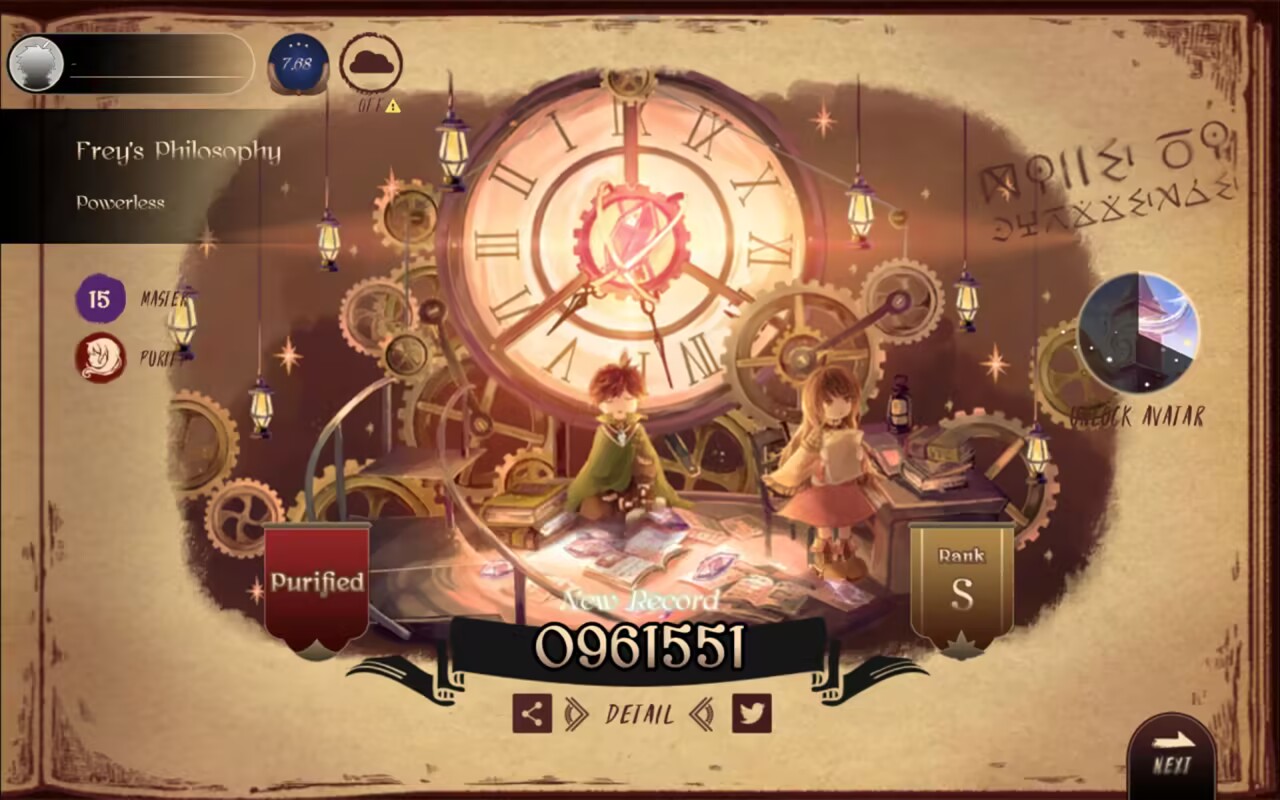 7.68
OFF
Frey's Philosophy
Powerless
15 MASTER
PURIFY
UNLOCK AVATAR
Purified
Rank
S
New Record
0961551
DETAIL
NEXT